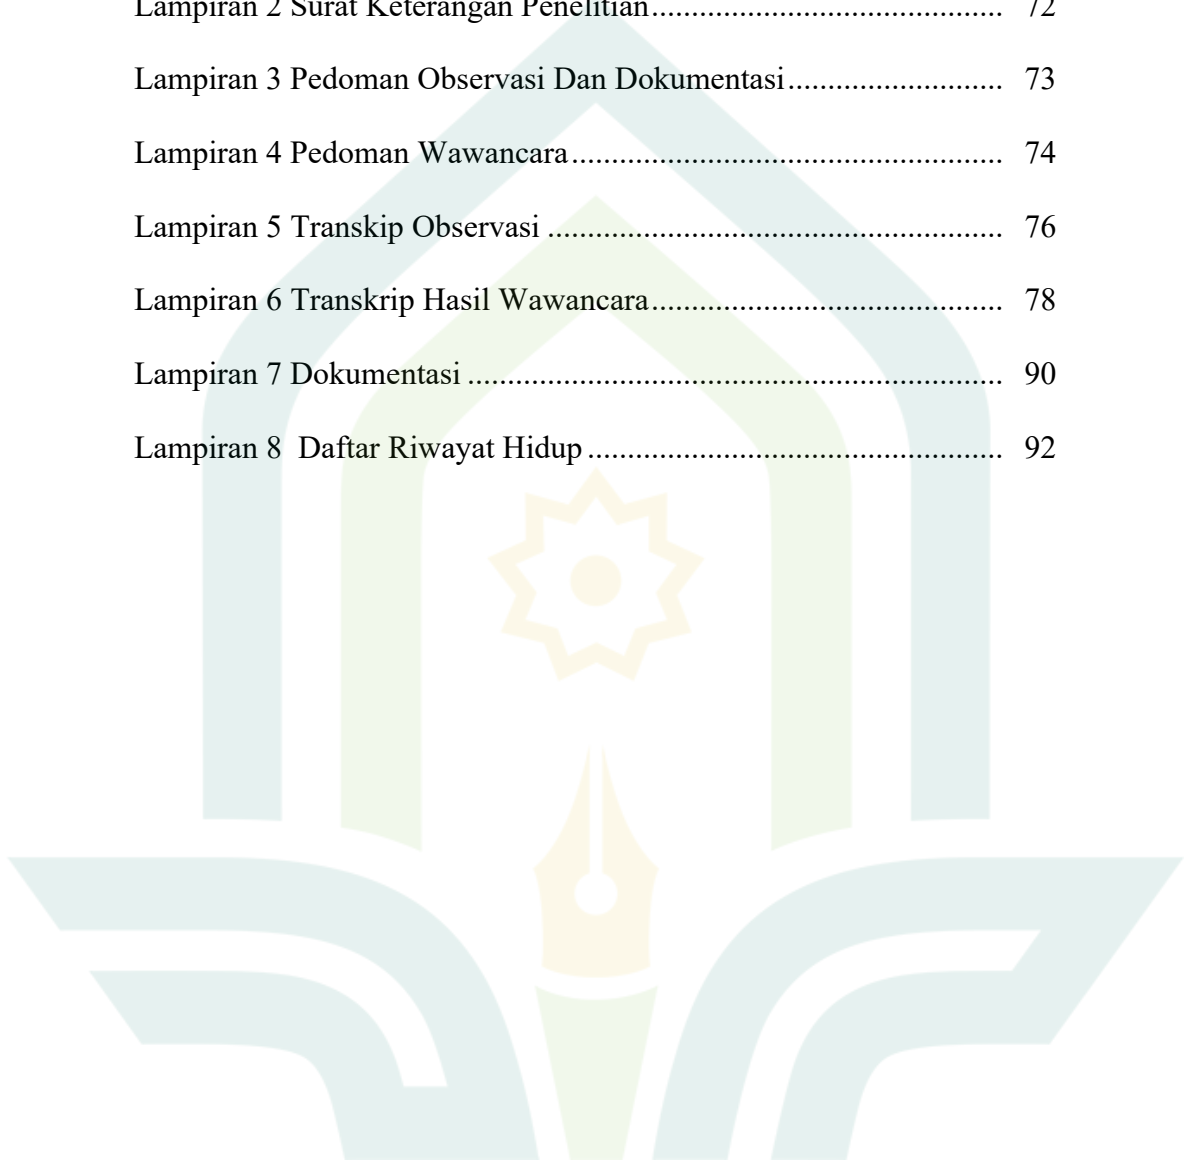 Lampiran 2 Surat Keterangan Penelitian............................................ 72
Lampiran 3 Pedoman Observasi Dan Dokumentasi........................... 73
Lampiran 4 Pedoman Wawancara...................................................... 74
Lampiran 5 Transkip Observasi ......................................................... 76
Lampiran 6 Transkrip Hasil Wawancara............................................ 78
Lampiran 7 Dokumentasi ................................................................... 90
Lampiran 8  Daftar Riwayat Hidup .................................................... 92